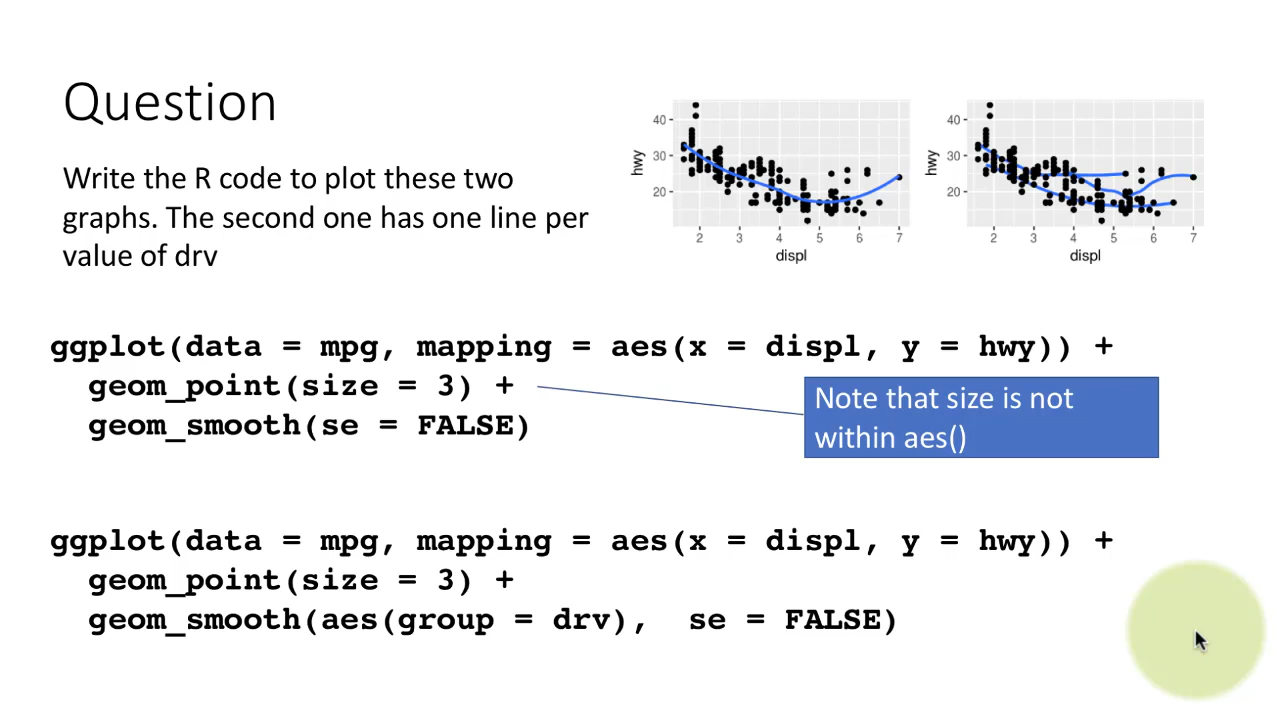 Question
Write the R code to plot these two
graphs. The second one has one line per
value of drv
40
30
20
hwy
2 3 4 5 6 7
displ
40
30
20
hwy
2 3 4 5 6 7
displ
ggplot(data = mpg, mapping = aes(x = displ, y = hwy)) +
geom_point(size = 3) +
geom_smooth(se = FALSE)
Note that size is not
within aes()
ggplot(data = mpg, mapping = aes(x = displ, y = hwy)) +
geom_point(size = 3) +
geom_smooth(aes(group = drv),  se = FALSE)